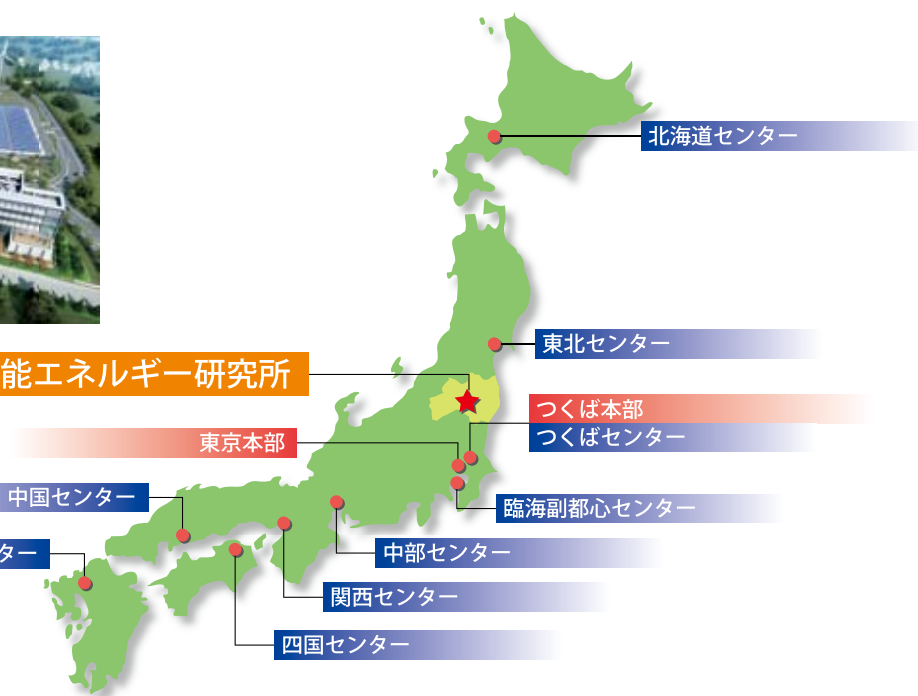 北海道センター
東北センター
能エネルギー研究所
つくば本部
つくばセンター
東京本部
中国センター
臨海副都心センター
ター
中部センター
関西センター
四国センター